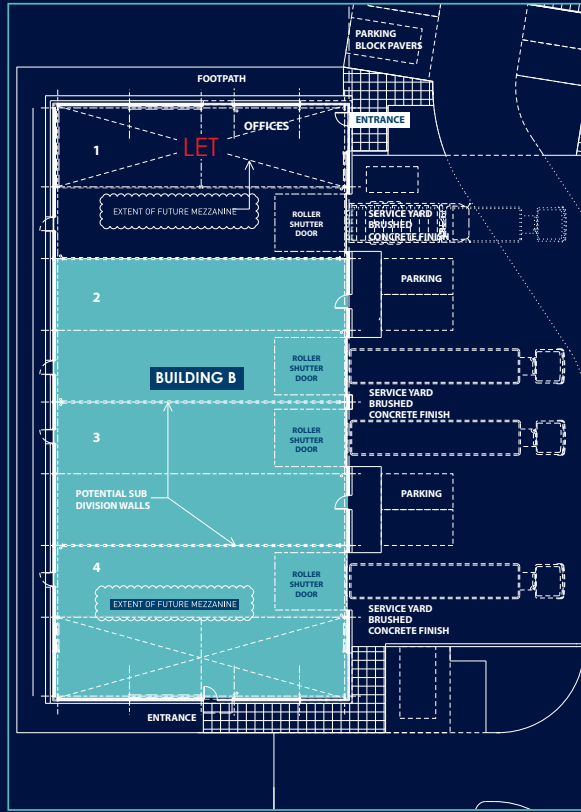 PARKING
BLOCK PAVERS
FOOTPATH
ENTRANCE
OFFICES
LET
1
EXTENT OF FUTURE MEZZANINE
ROLLER
SHUTTER
DOOR
SERVICE YARD
BRUSHED
CONCRETE FINISH
PARKING
2
ROLLER
SHUTTER
DOOR
BUILDING B
SERVICE YARD
BRUSHED
CONCRETE FINISH
3
ROLLER
SHUTTER
DOOR
POTENTIAL SUB
DIVISION WALLS
PARKING
4
ROLLER
SHUTTER
DOOR
EXTENT OF FUTURE MEZZANINE
SERVICE YARD
BRUSHED
CONCRETE FINISH
ENTRANCE